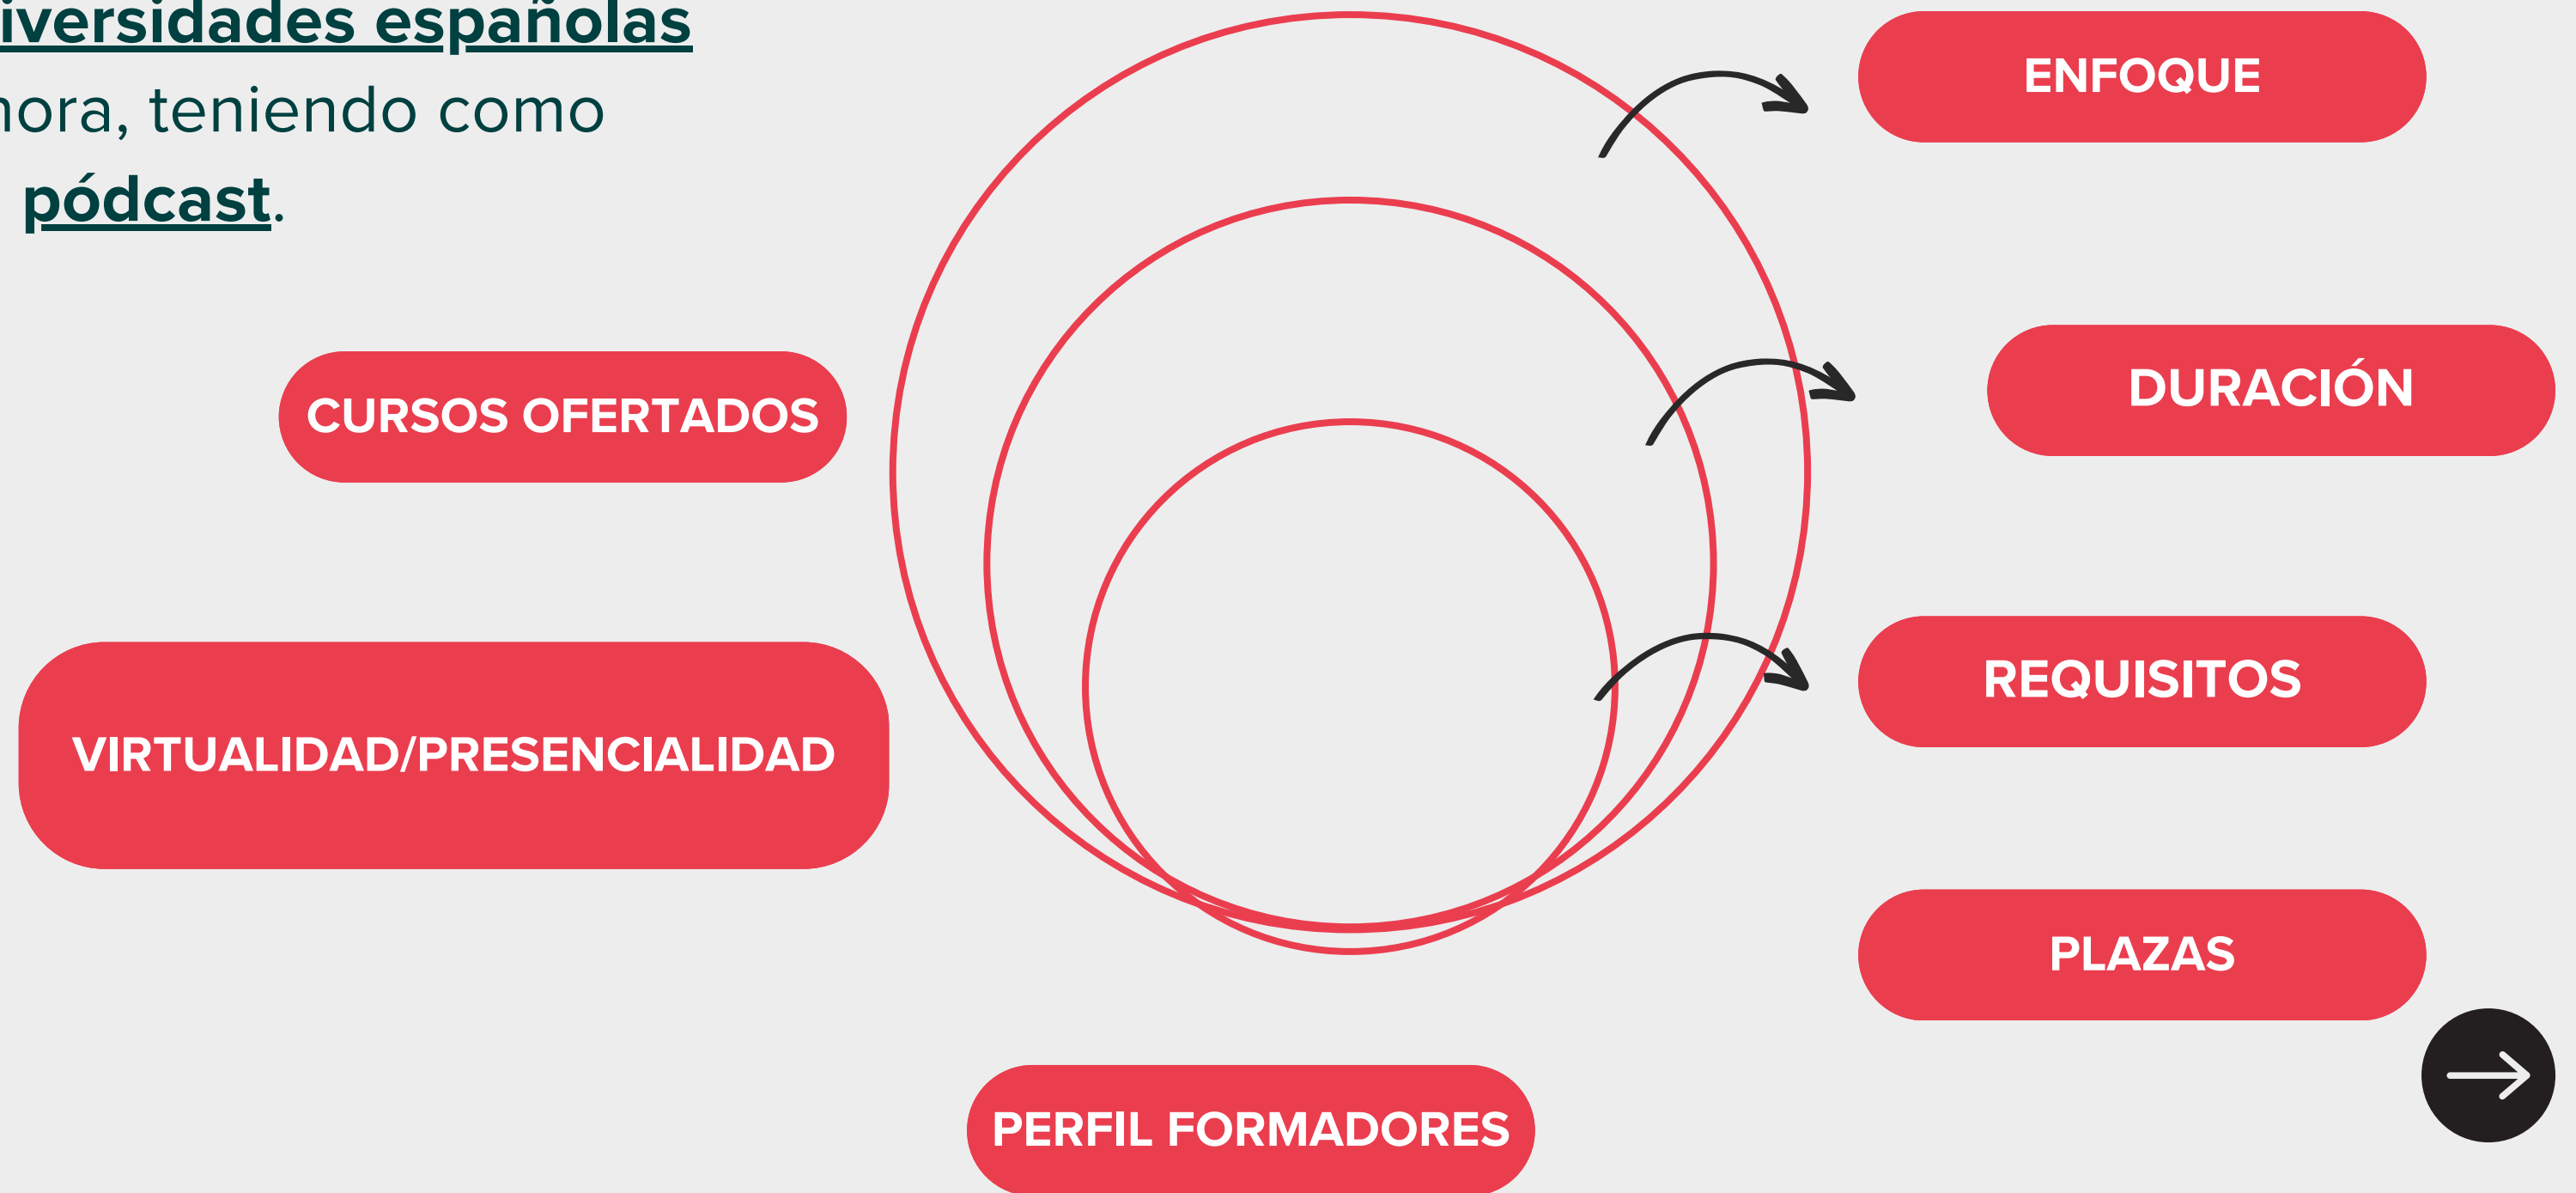 iversidades españolas
ora, teniendo como
pódcast.
ENFOQUE
CURSOS OFERTADOS
DURACIÓN
VIRTUALIDAD/PRESENCIALIDAD
REQUISITOS
PLAZAS
PERFIL FORMADORES